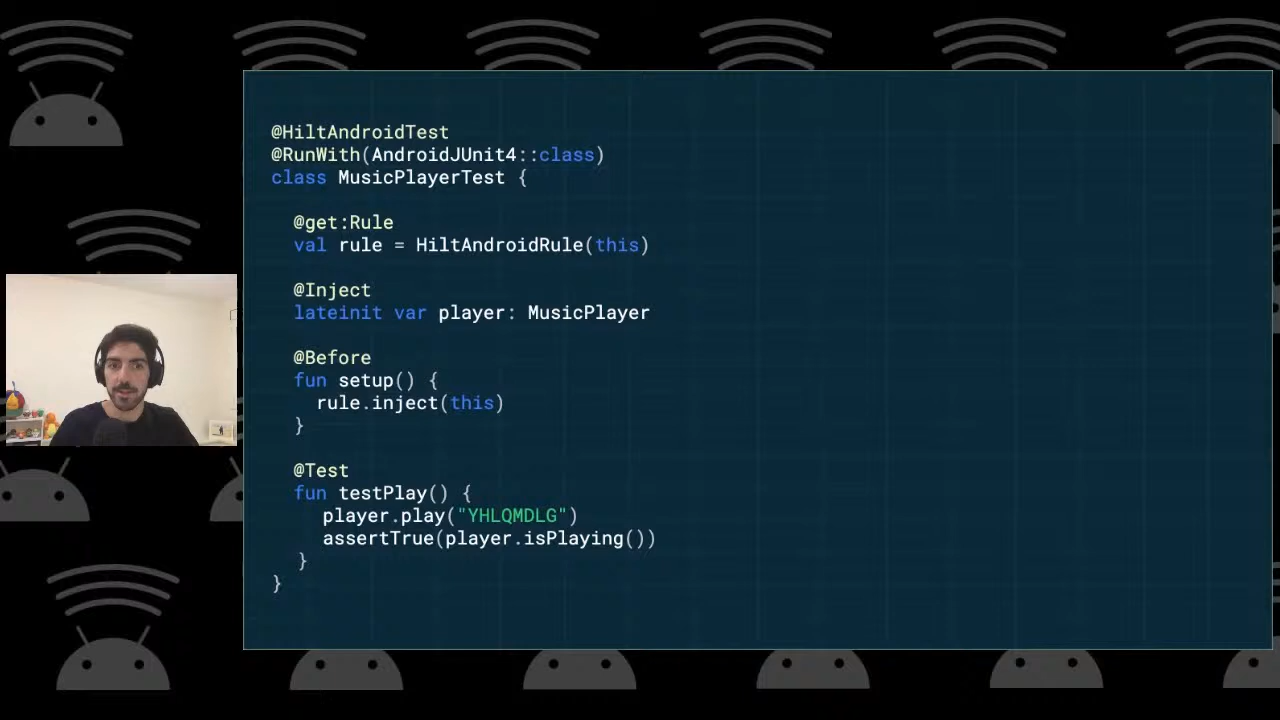 @HiltAndroidTest
@RunWith(AndroidJUnit4::class)
class MusicPlayerTest {
@get:Rule
val rule = HiltAndroidRule(this)
@Inject
lateinit var player: MusicPlayer
@Before
fun setup() {
rule.inject(this)
}
@Test
fun testPlay() {
player.play("YHLQMDLG")
assertTrue(player.isPlaying())
}
}